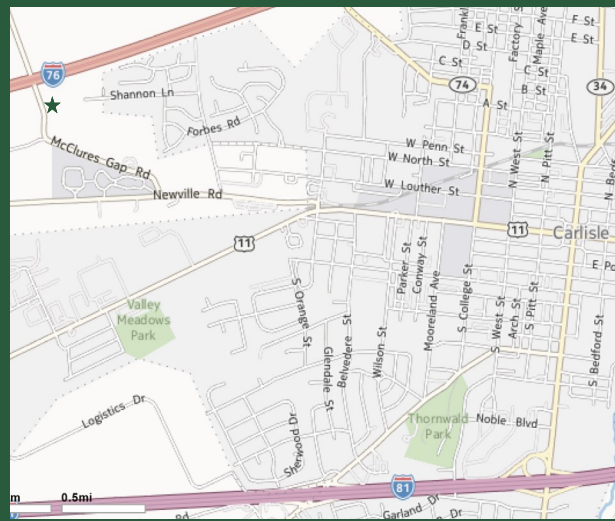 F St
E St
Frankl
Factory S
Maple Ave
E St
D St
C St
C St
B St
A St
76
74
34
Shannon Ln
Forbes Rd
McClures Gap Rd
W Penn St
W North St
W Louther St
N West St
N Pitt St
N Bed
Newville Rd
11
11
Carlisle
E Po
Valley
Meadows
Park
S Orange St
Glendale St
Belvedere St
Wilson St
Parker St
Conway St
Mooreland Ave
S College St
S West St
Arch St
S Pitt St
S Bedford St
Logistics Dr
Sherwood Dr
Thornwald
Park
Noble Blvd
81
m
0.5mi
Rd
Garland Dr